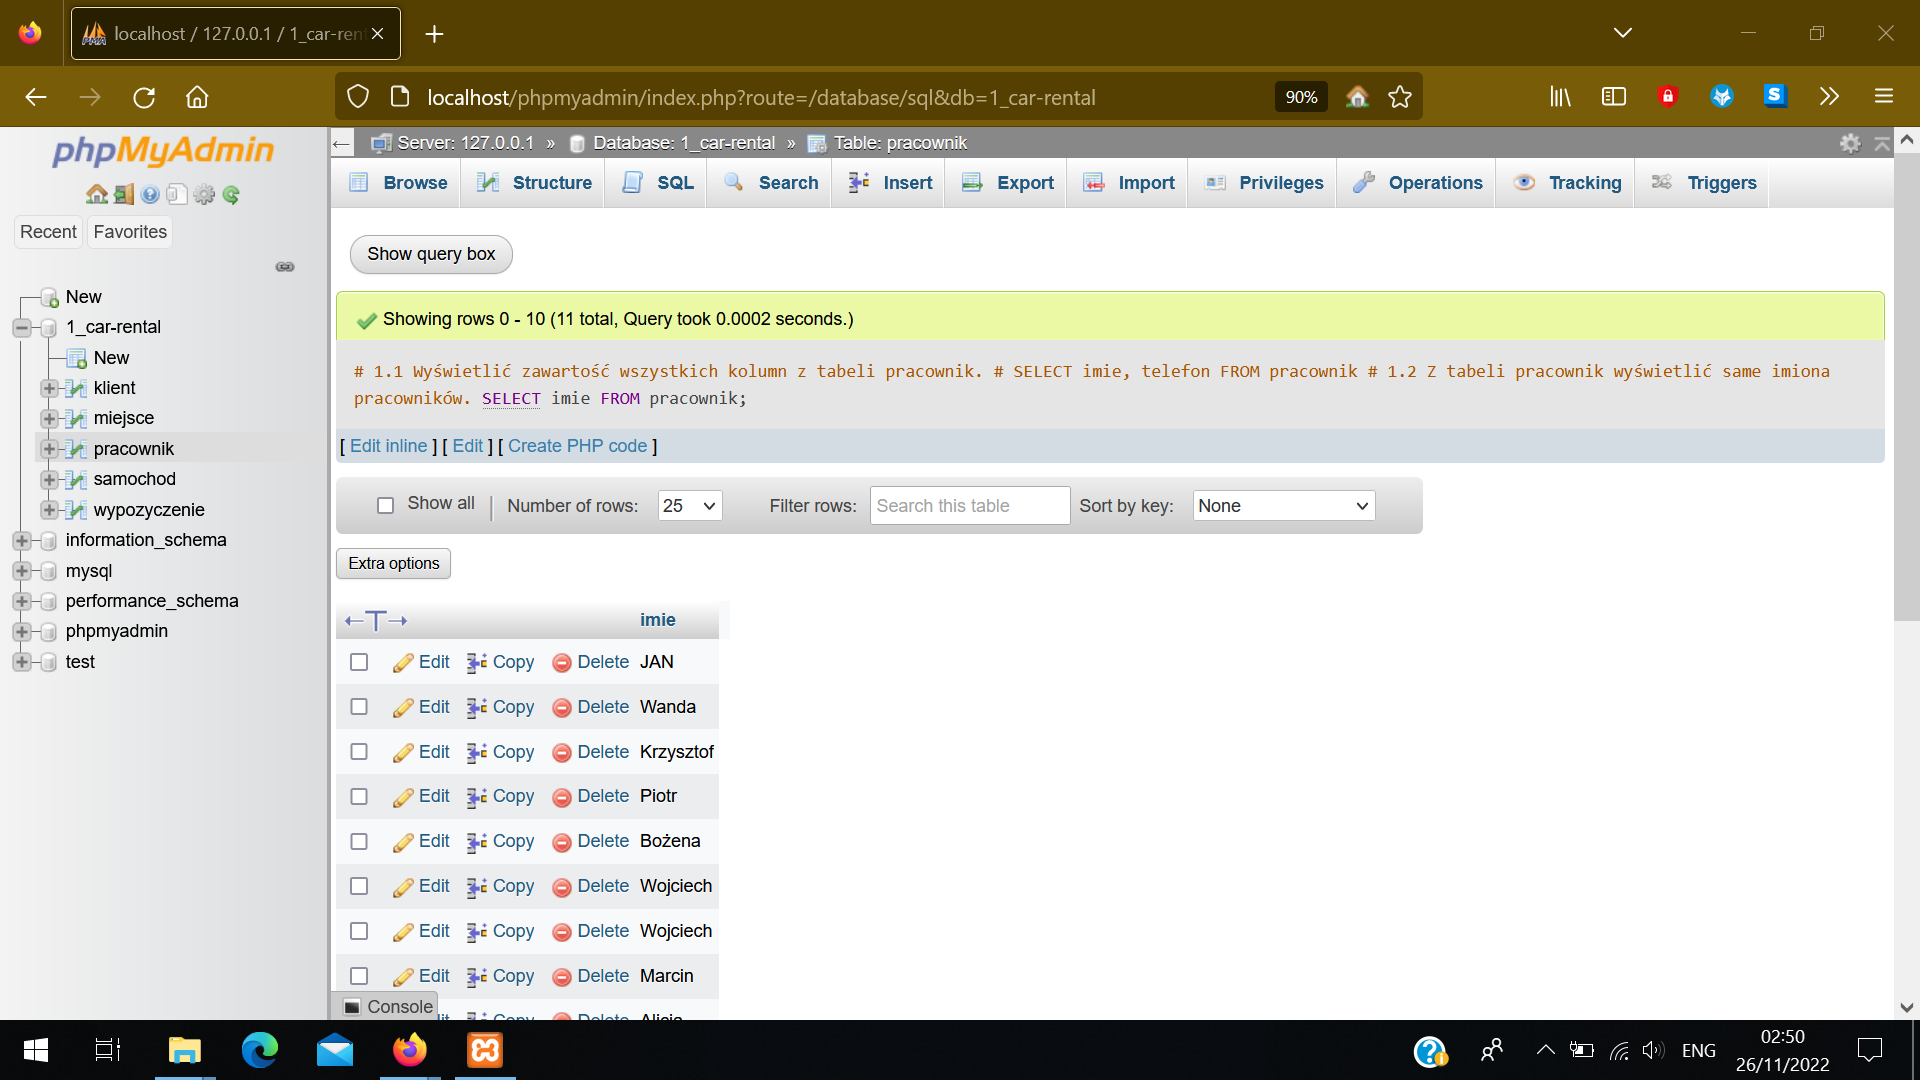 localhost / 127.0.0.1 / 1_car-ren
localhost/phpmyadmin/index.php?route=/database/sql&db=1_car-rental
90%
phpMyAdmin
Recent
Favorites
New
1_car-rental
New
klient
miejsce
pracownik
samochod
wypozyczenie
information_schema
mysql
performance_schema
phpmyadmin
test
Server: 127.0.0.1 » Database: 1_car-rental » Table: pracownik
Browse Structure SQL Search Insert Export Import Privileges Operations Tracking Triggers
Show query box
Showing rows 0 - 10 (11 total, Query took 0.0002 seconds.)
# 1.1 Wyświetlić zawartość wszystkich kolumn z tabeli pracownik. # SELECT imie, telefon FROM pracownik # 1.2 Z tabeli pracownik wyświetlić same imiona
pracowników. SELECT imie FROM pracownik;
[ Edit inline ] [ Edit ] [ Create PHP code ]
Show all | Number of rows: 25 Filter rows: Search this table Sort by key: None
Extra options
imie
Edit Copy Delete JAN
Edit Copy Delete Wanda
Edit Copy Delete Krzysztof
Edit Copy Delete Piotr
Edit Copy Delete Bożena
Edit Copy Delete Wojciech
Edit Copy Delete Wojciech
Edit Copy Delete Marcin
Copy Delete Alicja
Console
ENG
02:50
26/11/2022